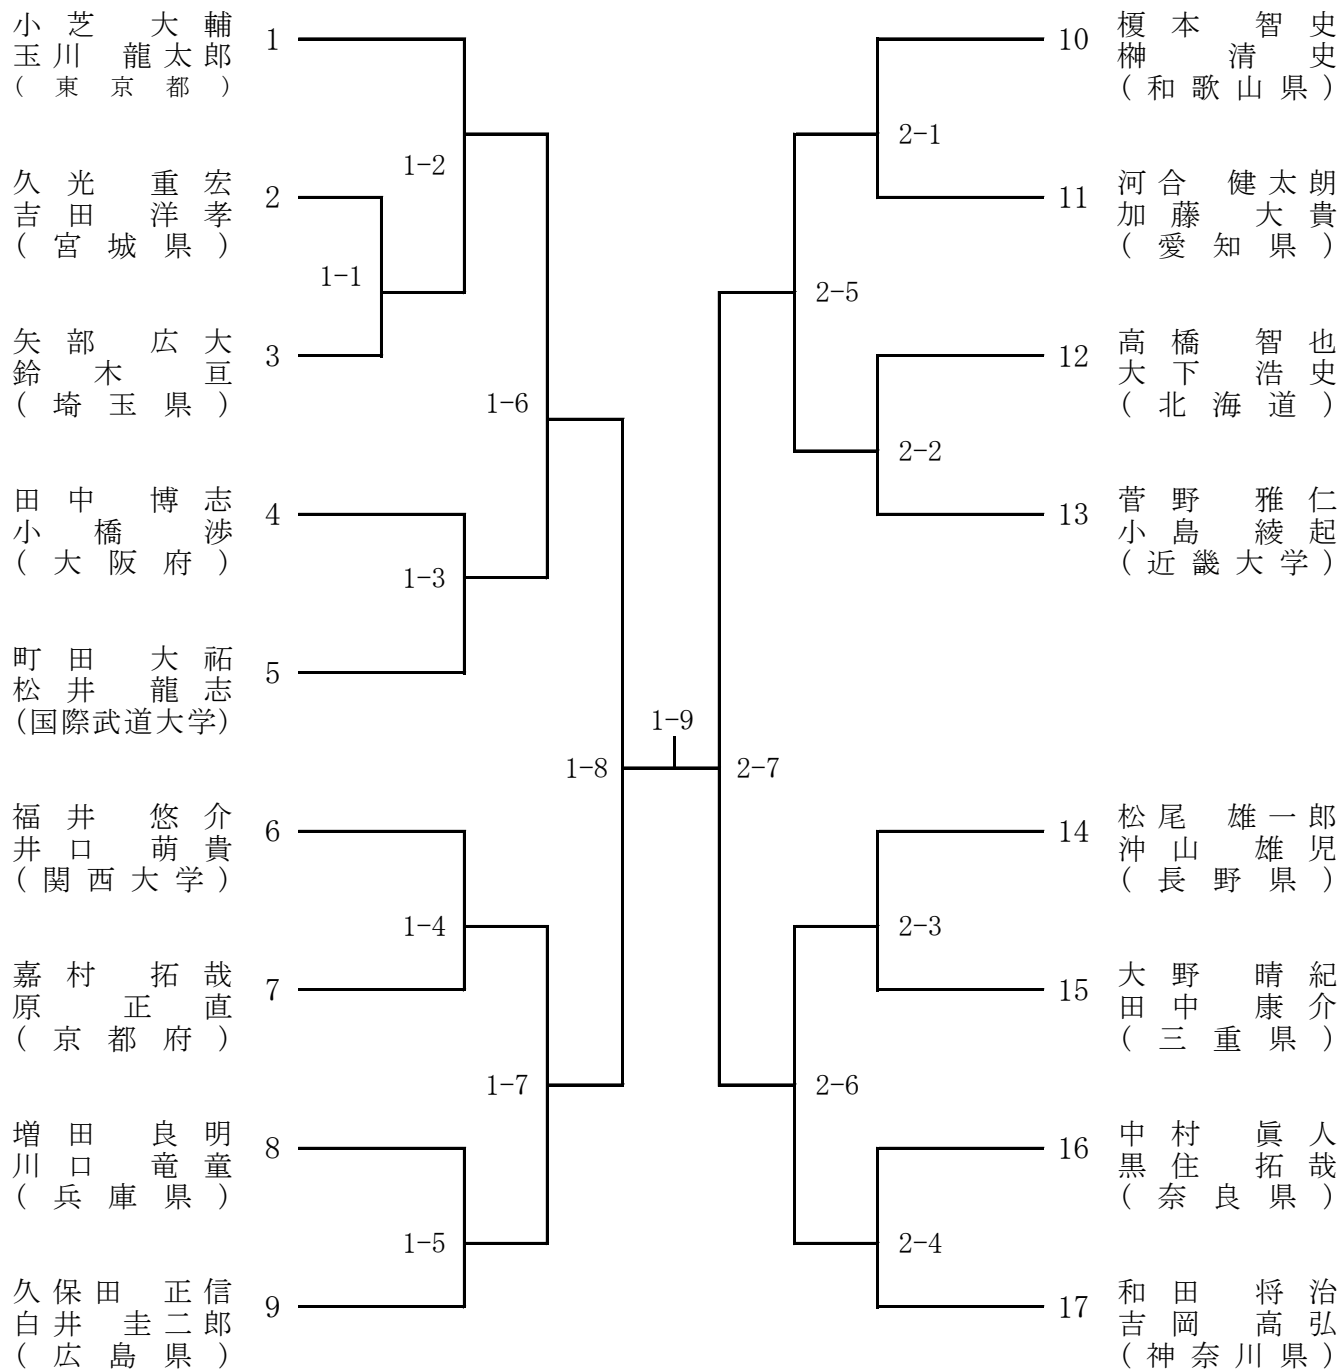 小芝 大輔
玉川 龍太郎
(東京都)
1
久光 重宏
吉田 洋孝
(宮城県)
2
矢部 広大
鈴木 亘
(埼玉県)
3
田中 博志
小橋 渉
(大阪府)
4
町田 大祐
松井 龍志
(国際武道大学)
5
福井 悠介
井口 萌貴
(関西大学)
6
嘉村 拓哉
原 正直
(京都府)
7
増田 良明
川口 竜童
(兵庫県)
8
久保田 正信
白井 圭二郎
(広島県)
9
1-1
1-2
1-3
1-4
1-5
1-6
1-7
1-8
1-9
2-7
2-5
2-6
2-1
2-2
2-3
2-4
10
榎本 智史
榊 清史
(和歌山県)
11
河合 健太朗
加藤 大貴
(愛知県)
12
高橋 智也
大下 浩史
(北海道)
13
菅野 雅仁
小島 綾起
(近畿大学)
14
松尾 雄一郎
沖山 雄児
(長野県)
15
大野 晴紀
田中 康介
(三重県)
16
中村 眞人
黒住 拓哉
(奈良県)
17
和田 将治
吉岡 高弘
(神奈川県)